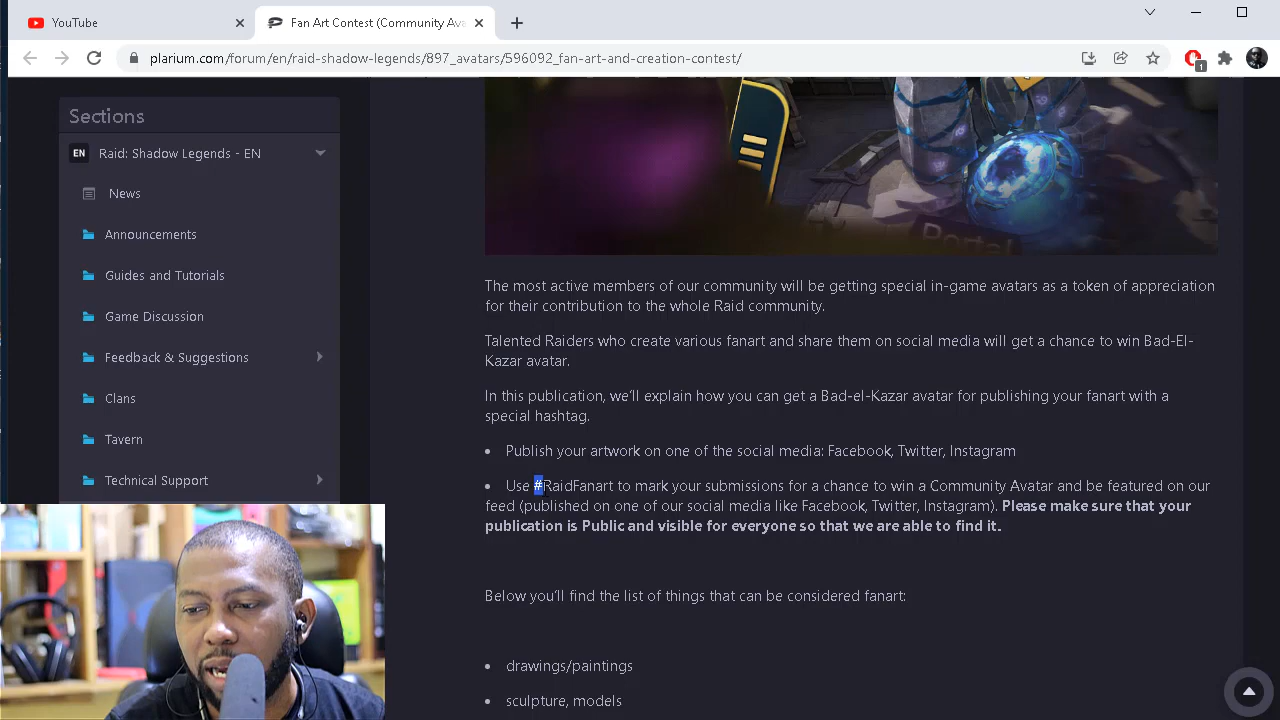 YouTube
Fan Art Contest (Community Ava
plarium.com/forum/en/raid-shadow-legends/897_avatar/596092_fan-art-and-creation-contest/
1
Sections
EN Raid: Shadow Legends - EN
News
Announcements
Guides and Tutorials
Game Discussion
Feedback & Suggestions
Clans
Tavern
Technical Support
Portal
The most active members of our community will be getting special in-game avatars as a token of appreciation
for their contribution to the whole Raid community.
Talented Raiders who create various fanart and share them on social media will get a chance to win Bad-El-
Kazar avatar.
In this publication, we’ll explain how you can get a Bad-el-Kazar avatar for publishing your fanart with a
special hashtag.
• Publish your artwork on one of the social media: Facebook, Twitter, Instagram
• Use #RaidFanart to mark your submissions for a chance to win a Community Avatar and be featured on our
feed (published on one of our social media like Facebook, Twitter, Instagram). Please make sure that your
publication is Public and visible for everyone so that we are able to find it.
Below you’ll find the list of things that can be considered fanart:
• drawings/paintings
• sculpture, models